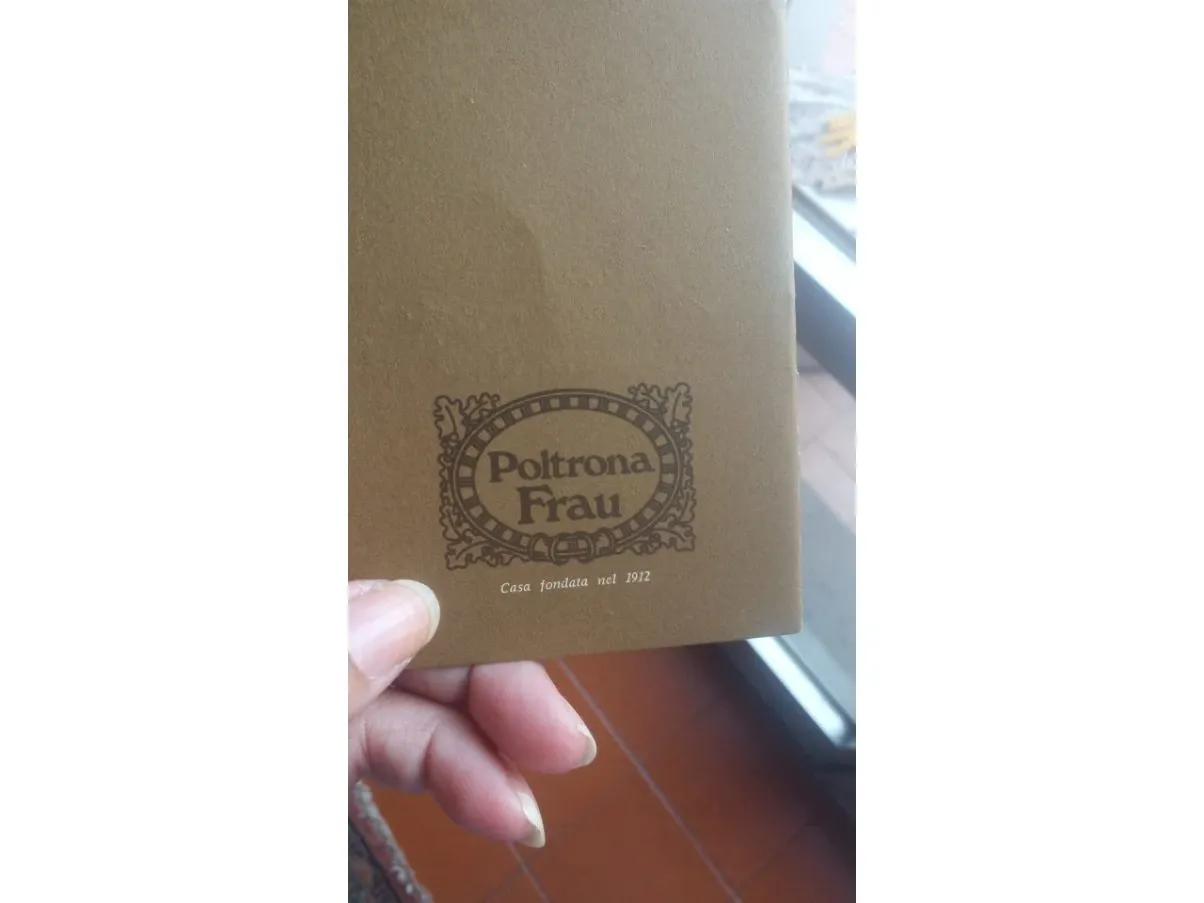 Poltrona
Frau
Casa fondata nel 1912